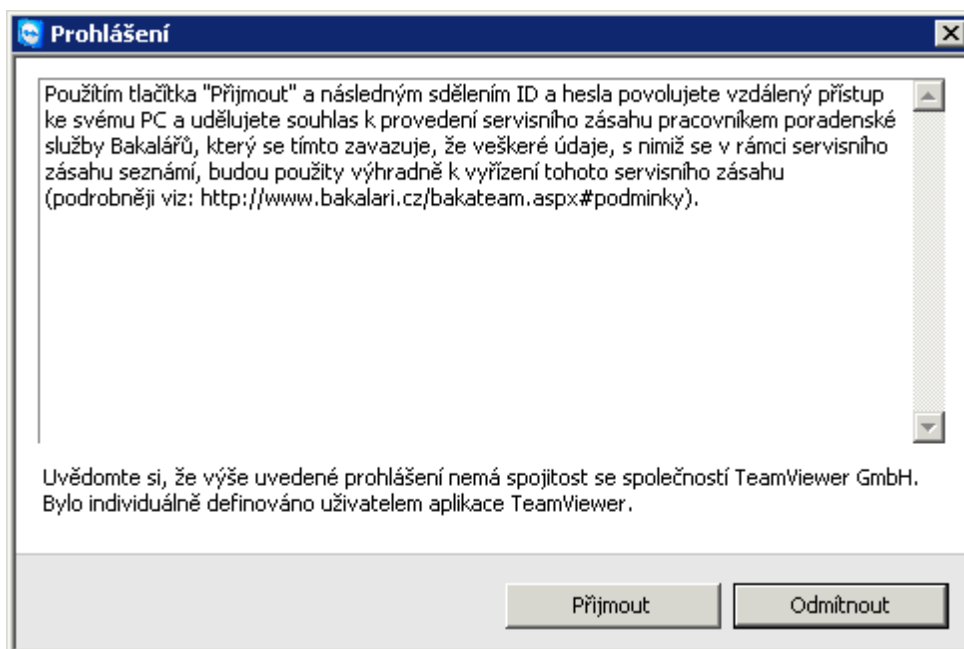 Prohlášení
Použítím tlačítka "Přijmout" a následným sdělením ID a hesla povolujete vzdálený přístup
ke svému PC a udělujete souhlas k provedení servisního zásahu pracovníkem poradenské
služby Bakalářů, který se tímto zavazuje, že veškeré údaje, s nimiž se v rámci servisního
zásahu seznámí, budou použity výhradně k vyřízení tohoto servisního zásahu
(podrobněji viz: http://www.bakalari.cz/bakateam.aspx#podminky).
Uvědomte si, že výše uvedené prohlášení nemá spojitost se společností TeamViewer GmbH.
Bylo individuálně definováno uživatelem aplikace TeamViewer.
Přijmout
Odmítnout